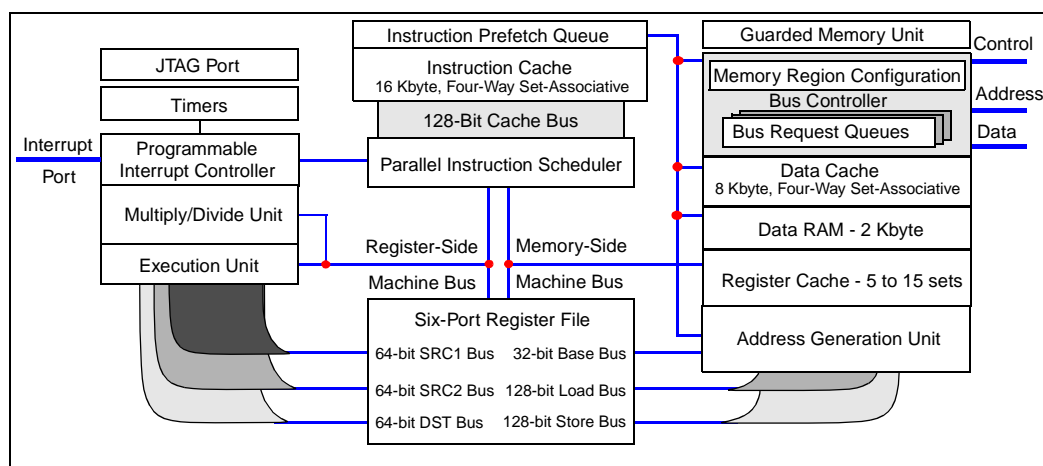 JTAG Port
Timers
Interrupt
Port
Programmable
Interrupt Controller
Multiply/Divide Unit
Execution Unit
Instruction Prefetch Queue
Instruction Cache
16 Kbyte, Four-Way Set-Associative
128-Bit Cache Bus
Parallel Instruction Scheduler
Register-Side
Machine Bus
Memory-Side
Machine Bus
Six-Port Register File
64-bit SRC1 Bus
32-bit Base Bus
64-bit SRC2 Bus
128-bit Load Bus
64-bit DST Bus
128-bit Store Bus
Guarded Memory Unit
Memory Region Configuration
Bus Controller
Bus Request Queues
Control
Address
Data
Data Cache
8 Kbyte, Four-Way Set-Associative
Data RAM - 2 Kbyte
Register Cache - 5 to 15 sets
Address Generation Unit